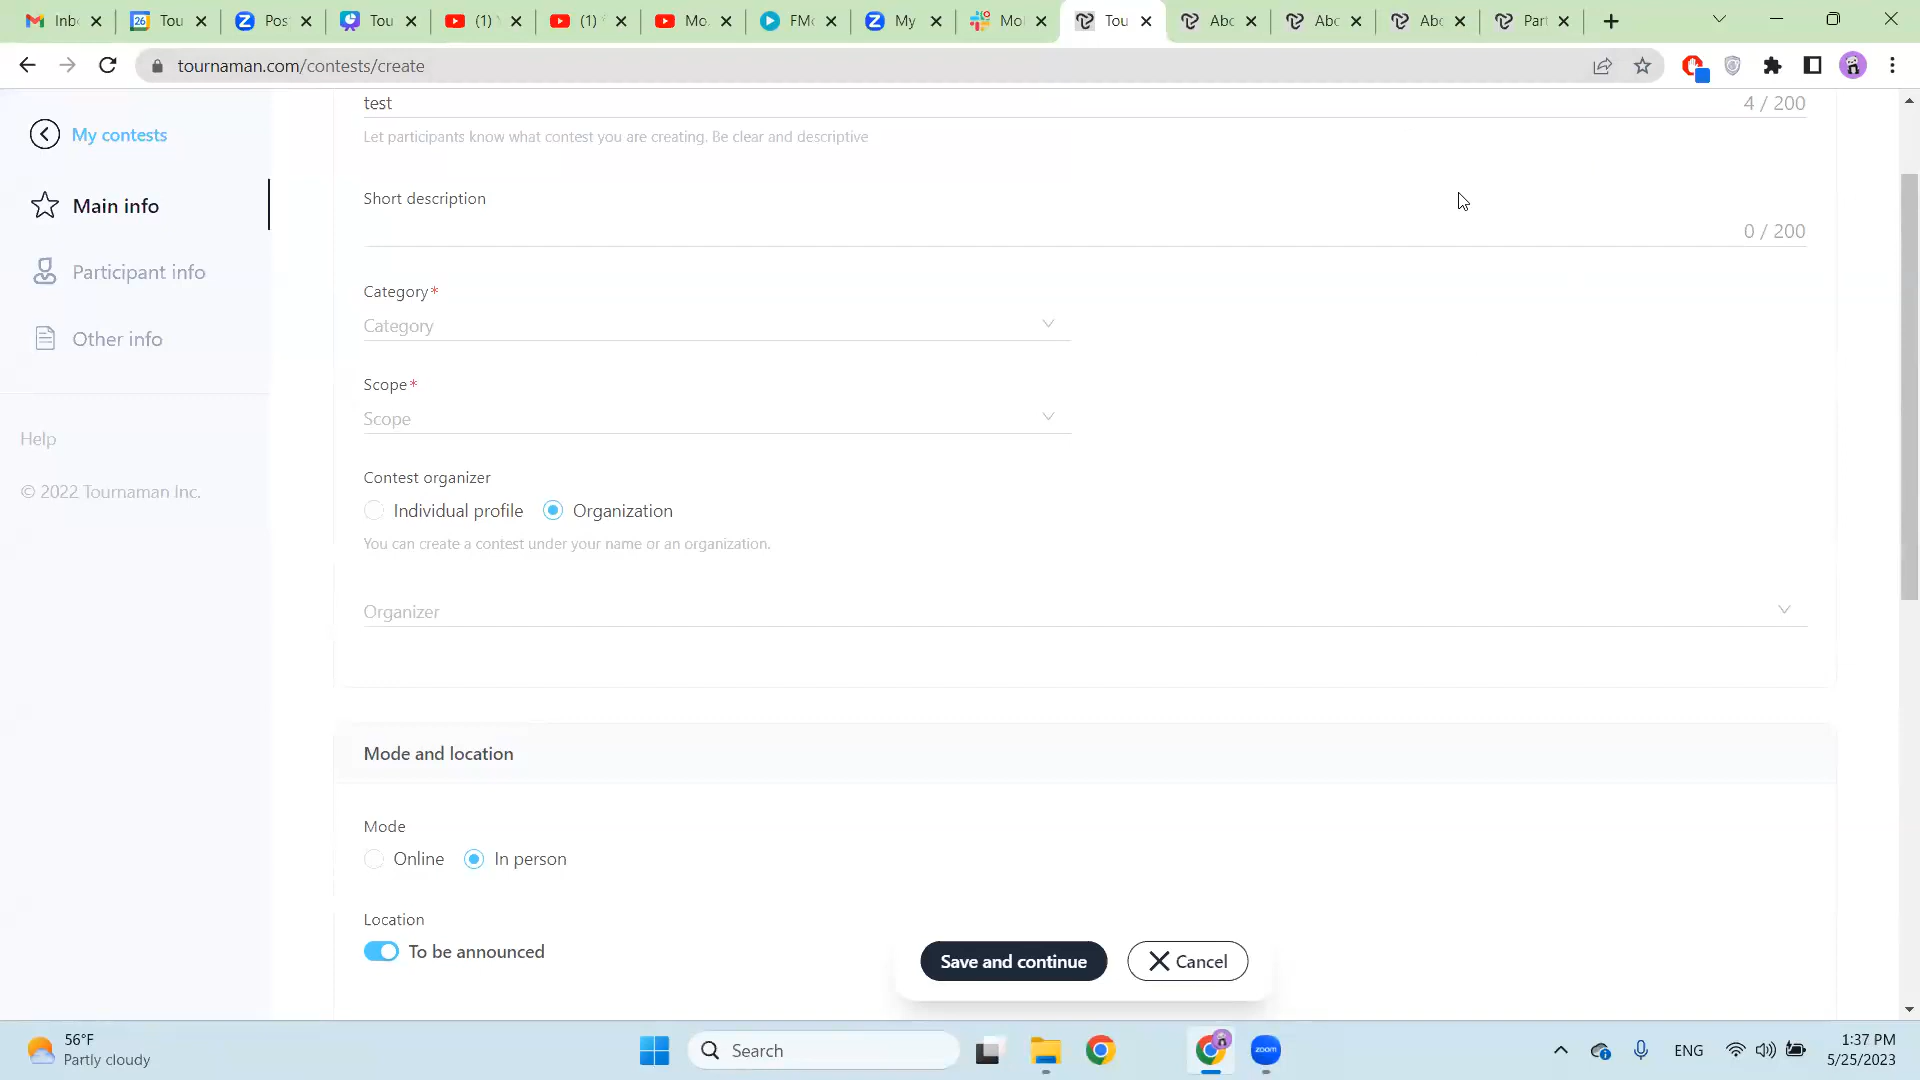 Inb
Tou
Pos
Tou
(1)
(1)
Mo
FM
My
Mo
Tou
Abc
Abc
Abc
Part
tournaman.com/contests/create
My contests
Main info
Participant info
Other info
Help
© 2022 Tournaman Inc.
test
4 / 200
Let participants know what contest you are creating. Be clear and descriptive
Short description
0 / 200
Category*
Category
Scope*
Scope
Contest organizer
Individual profile
Organization
You can create a contest under your name or an organization.
Organizer
Mode and location
Mode
Online
In person
Location
To be announced
Save and continue
Cancel
56°F
Partly cloudy
Search
zoom
ENG
1:37 PM
5/25/2023